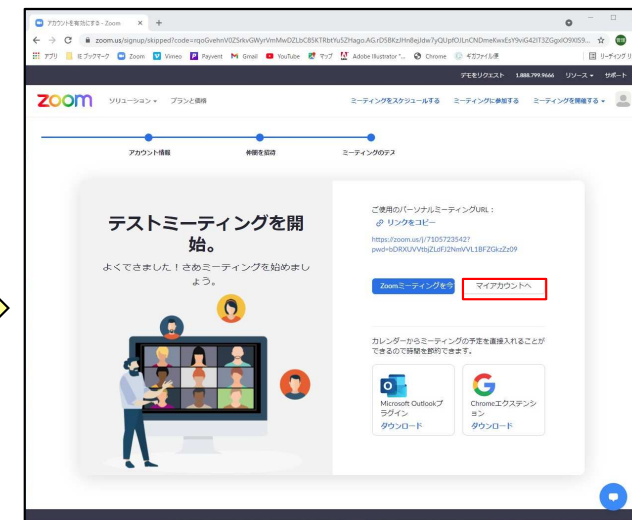 アカウントを有効にする - Zoom
zoom.us/signup/skipped?code=
アプリ IEブックマーク Zoom Vimeo Payvent Gmail YouTube マップ Adobe Illustrator "... Chrome ギガファイル便 リーディング リ
デモをリクエスト 1.888.799.9666 リソース サポート
zoom ソリューション プランと価格 ミーティングをスケジュールする ミーティングに参加する ミーティングを開催する
アカウント情報 仲間を招待 ミーティングのテス
テストミーティングを開
始。
よくできました！さあミーティングを始めまし
ょう。
ご使用のパーソナルミーティングURL：
リンクをコピー
https://zoom.us/j/7105723542?
Zoomミーティングを今 マイアカウントへ
カレンダーからミーティングの予定を直接入れることが
できるので時間を節約できます。
Microsoft Outlookプ
ラグイン
ダウンロード
Chromeエクステンシ
ョン
ダウンロード